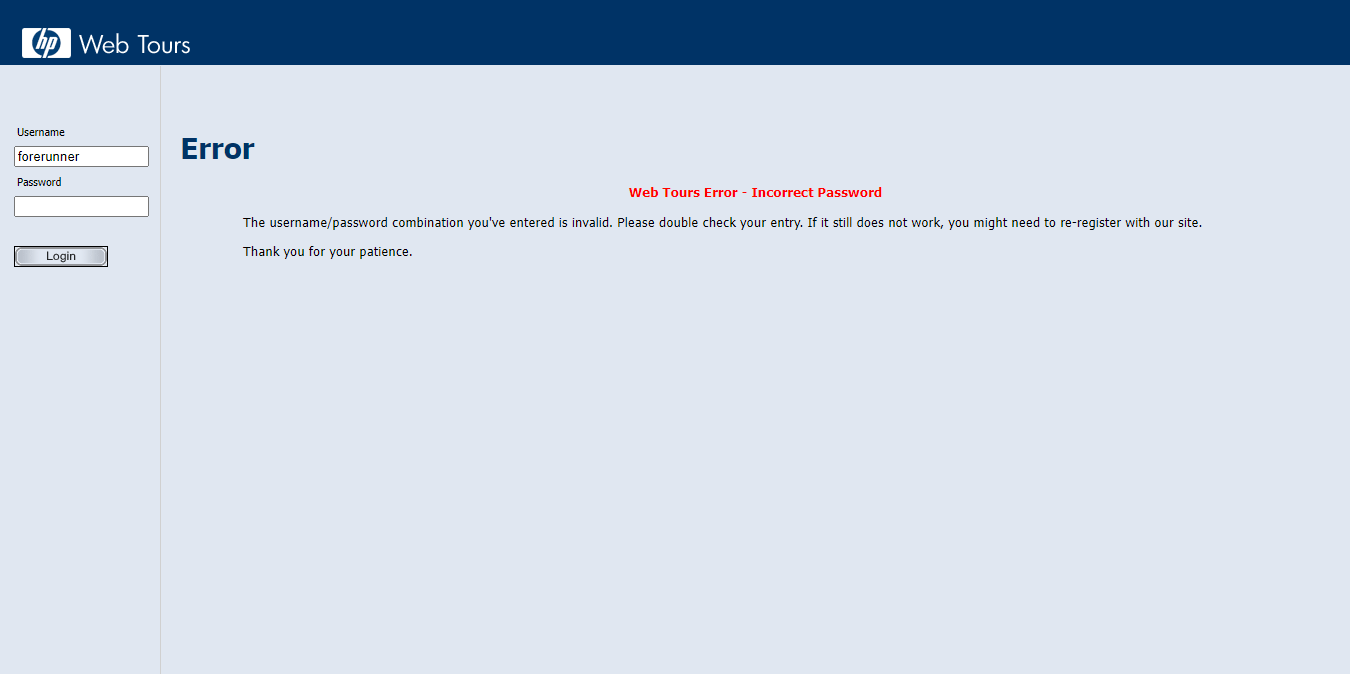 hp Web Tours
Username
forerunner
Password
Login
Error
Web Tours Error - Incorrect Password
The username/password combination you've entered is invalid. Please double check your entry. If it still does not work, you might need to re-register with our site.
Thank you for your patience.